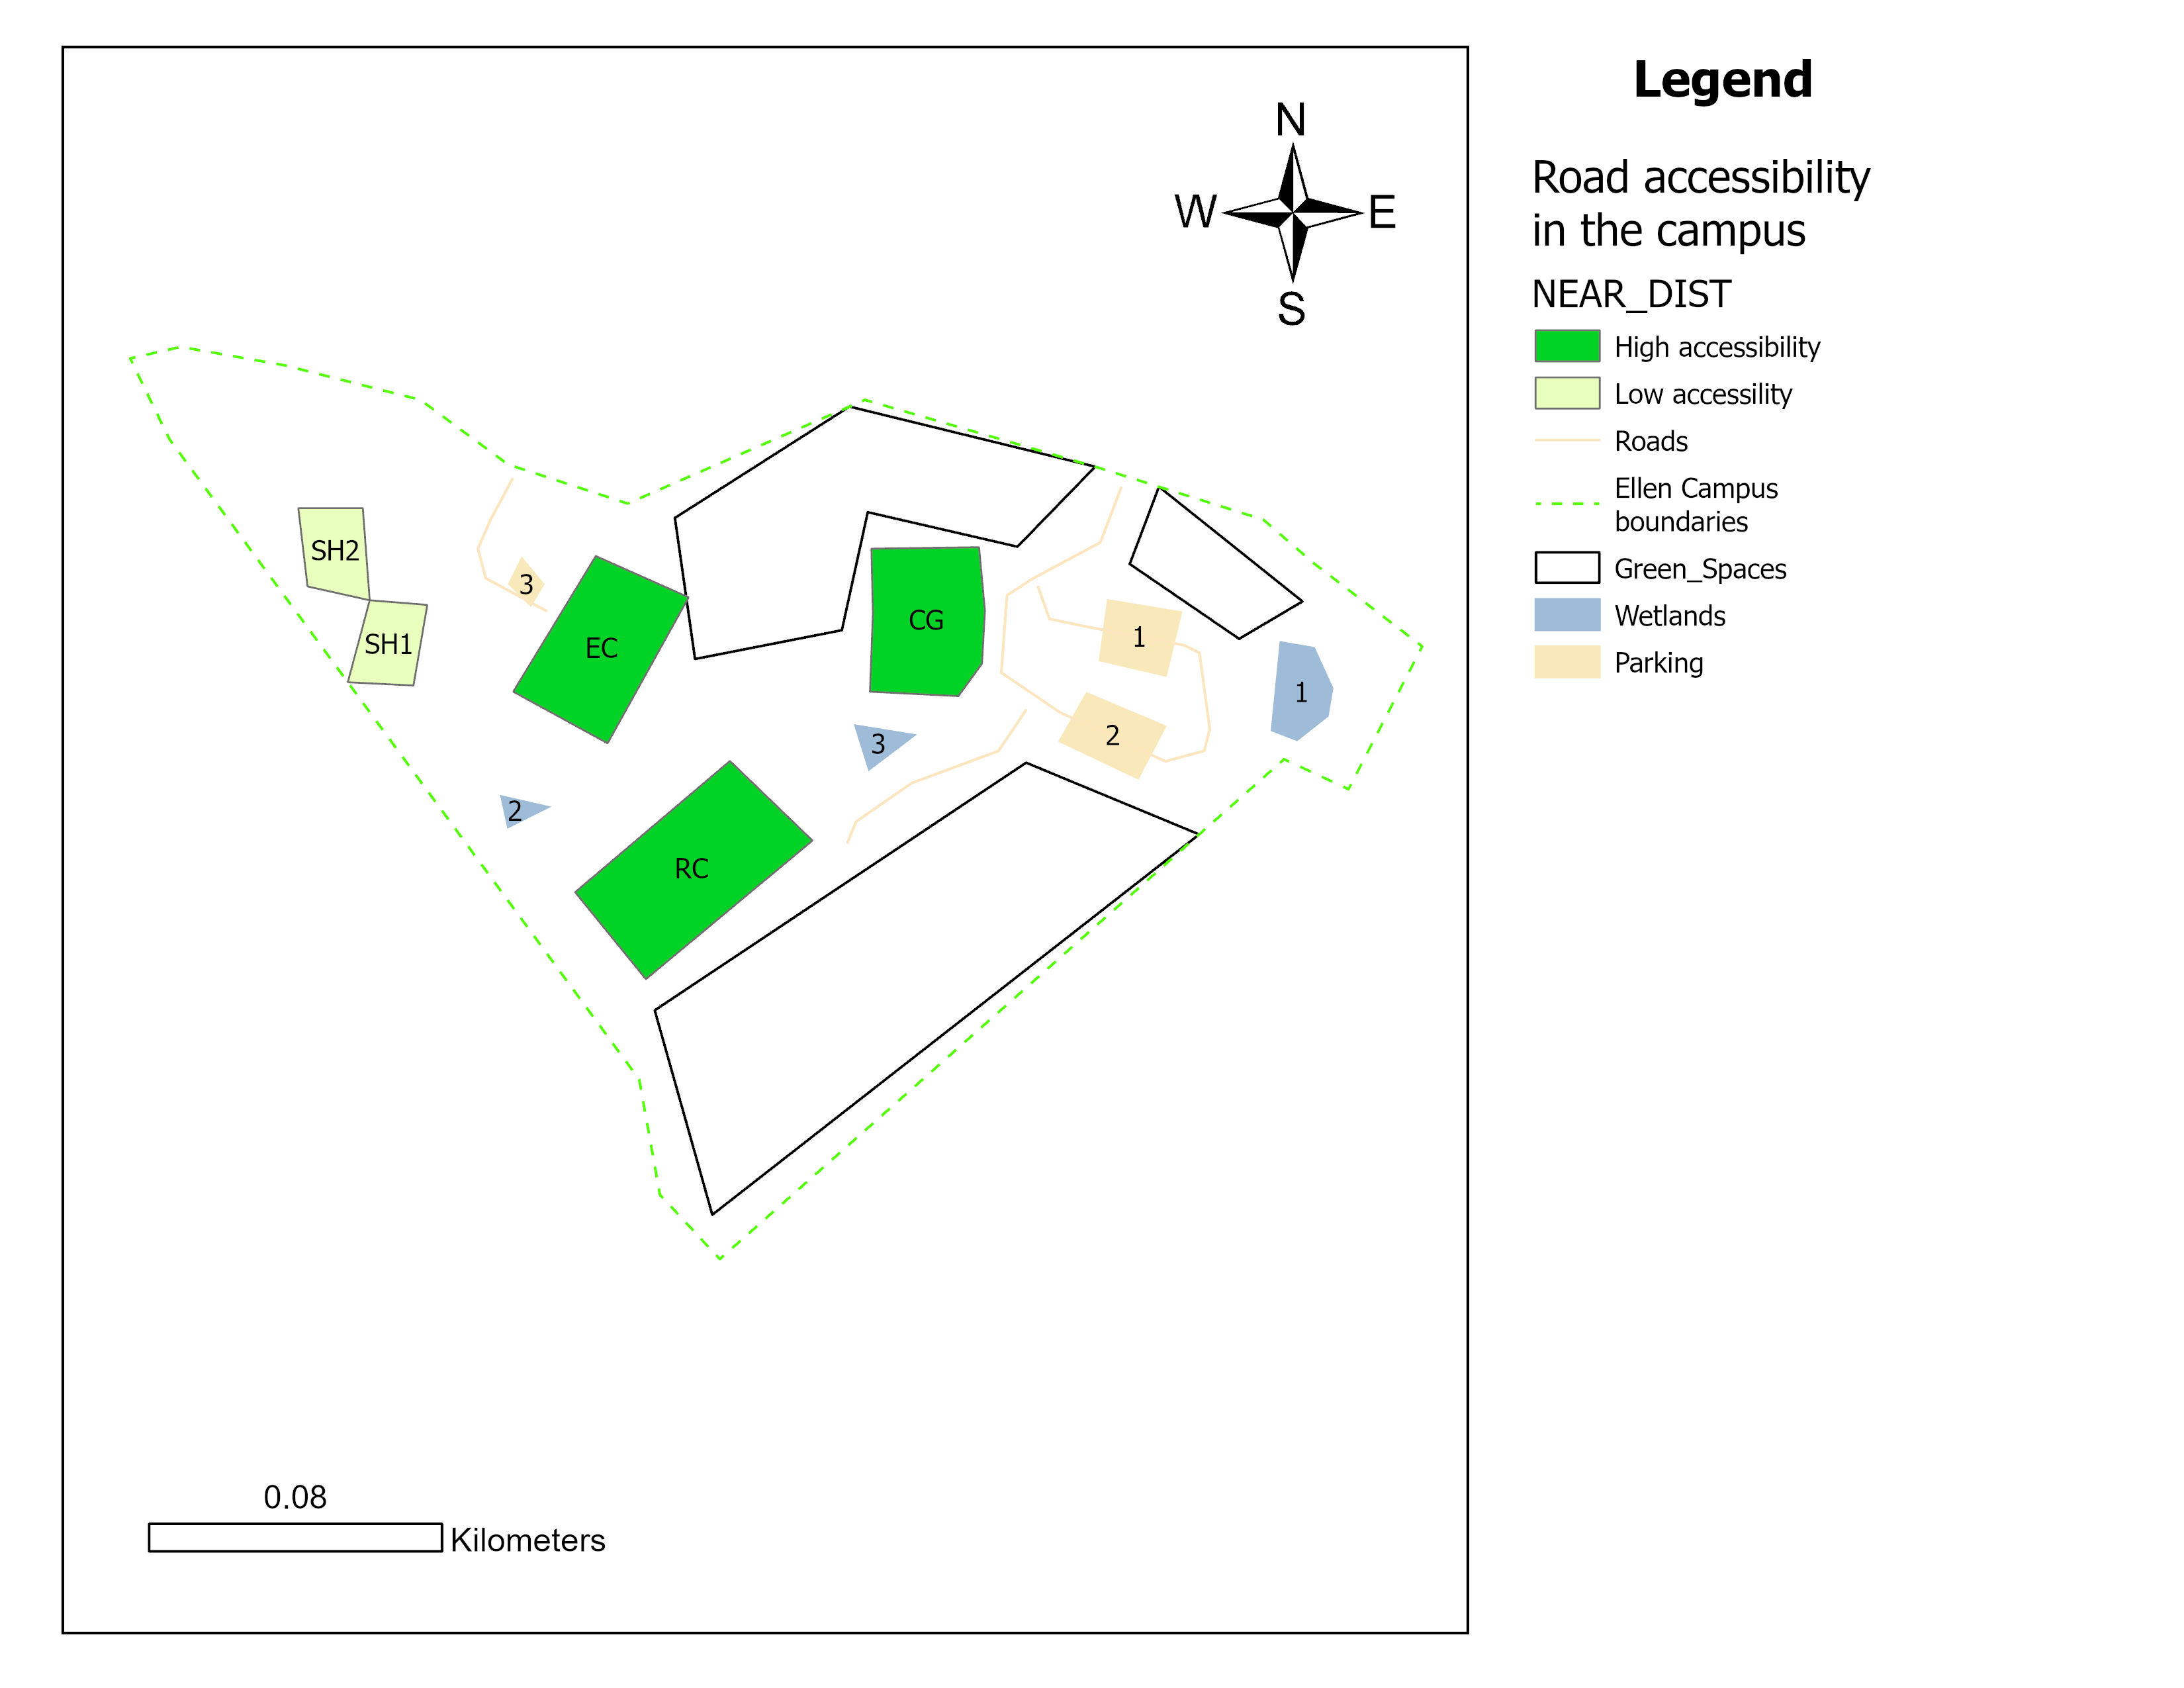 Legend
Road accessibility
in the campus
NEAR_DIST
High accessibility
Low accessility
Roads
Ellen Campus
boundaries
Green_Spaces
Wetlands
Parking
N
W E
S
SH2
SH1
3
EC
CG
1
1
2
3
2
RC
0.08
Kilometers